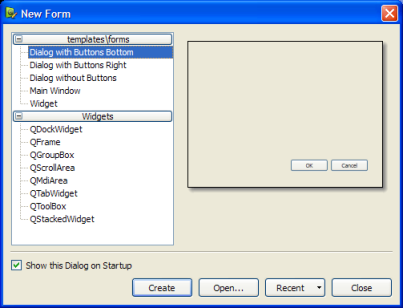 New Form
templates\forms
Dialog with Buttons Bottom
Dialog with Buttons Right
Dialog without Buttons
Main Window
Widget
Widgets
QDockWidget
QFrame
QGroupBox
QScrollArea
QMdiArea
QTabWidget
QToolBox
QStackedWidget
OK Cancel
Show this Dialog on Startup
Create Open... Recent Close